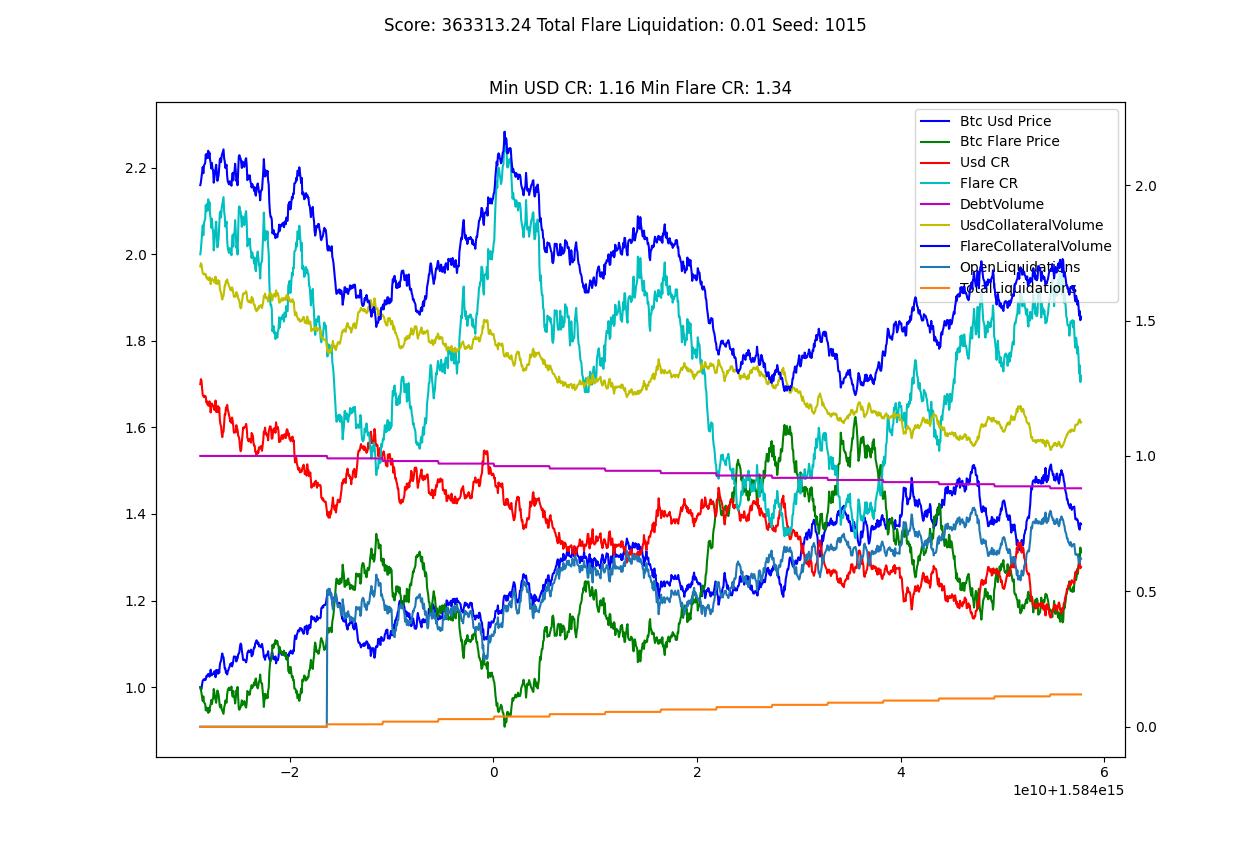 Score: 363313.24 Total Flare Liquidation: 0.01 Seed: 1015
Min USD CR: 1.16 Min Flare CR: 1.34
Btc Usd Price
Btc Flare Price
Usd CR
Flare CR
DebtVolume
UsdCollateralVolume
FlareCollateralVolume
OpenLiquidations
TotalLiquidations
2.2
2.0
1.8
1.6
1.4
1.2
1.0
2.0
1.5
1.0
0.5
0.0
−2
0
2
4
6
1e10+1.584e15